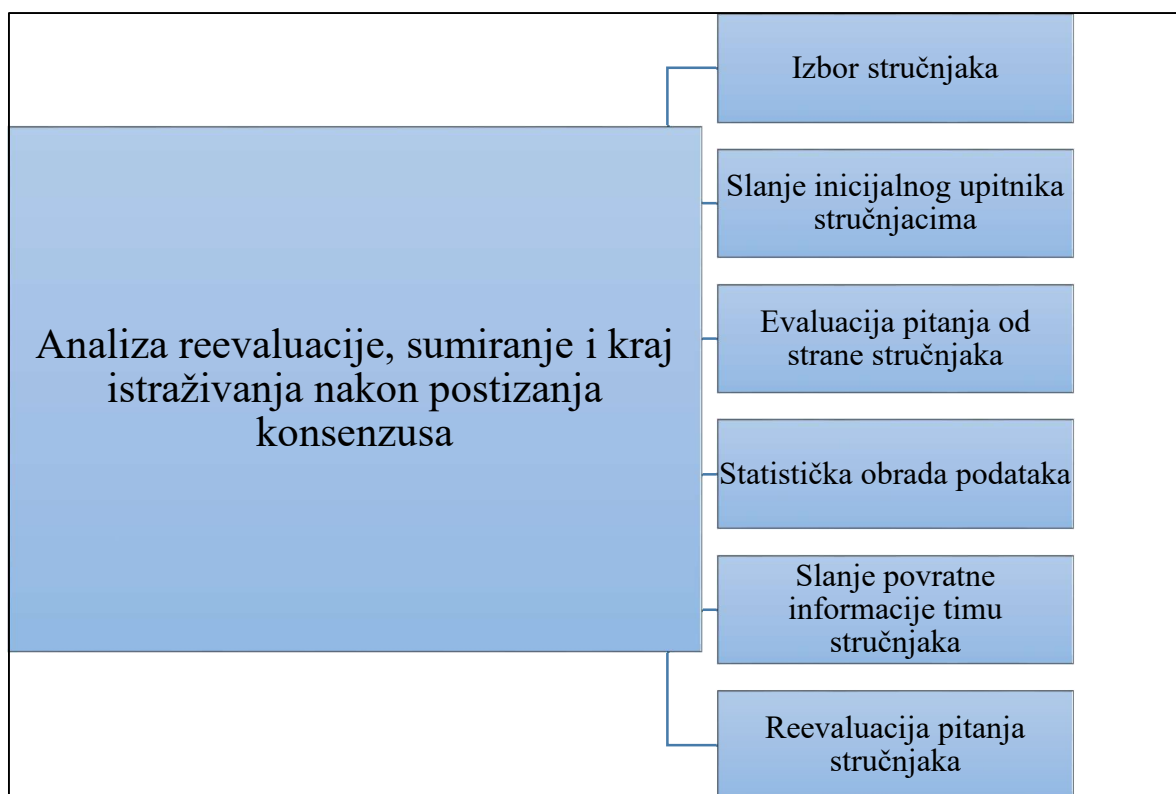 Izbor stručnjaka
Slanje inicijalnog upitnika
stručnjacima
Evaluacija pitanja od
strane stručnjaka
Analiza reevaluacije, sumiranje i kraj
istraživanja nakon postizanja
konsenzusa
Statistička obrada podataka
Slanje povratne
informacije timu
stručnjaka
Reevaluacija pitanja
stručnjaka